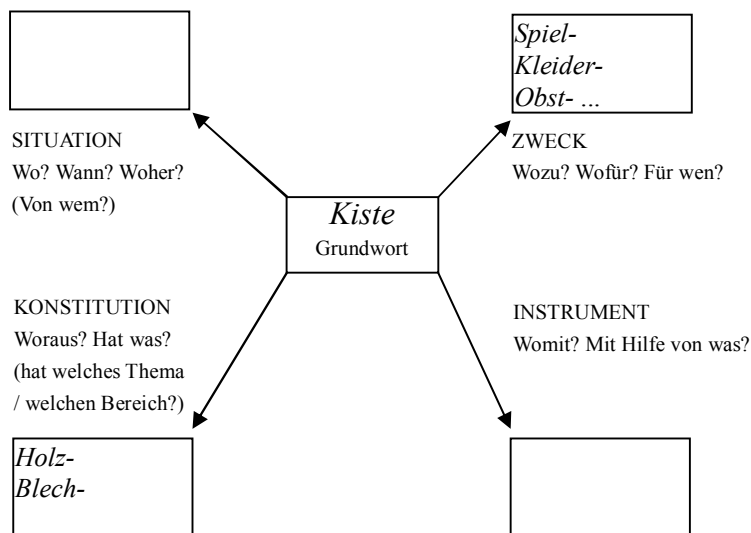 Spiel-
Kleider-
Obst- ...
SITUATION
Wo? Wann? Woher?
(Von wem?)
ZWECK
Wozu? Wofür? Für wen?
Kiste
Grundwort
KONSTITUTION
Woraus? Hat was?
(hat welches Thema
/ welchen Bereich?)
INSTRUMENT
Womit? Mit Hilfe von was?
Holz-
Blech-